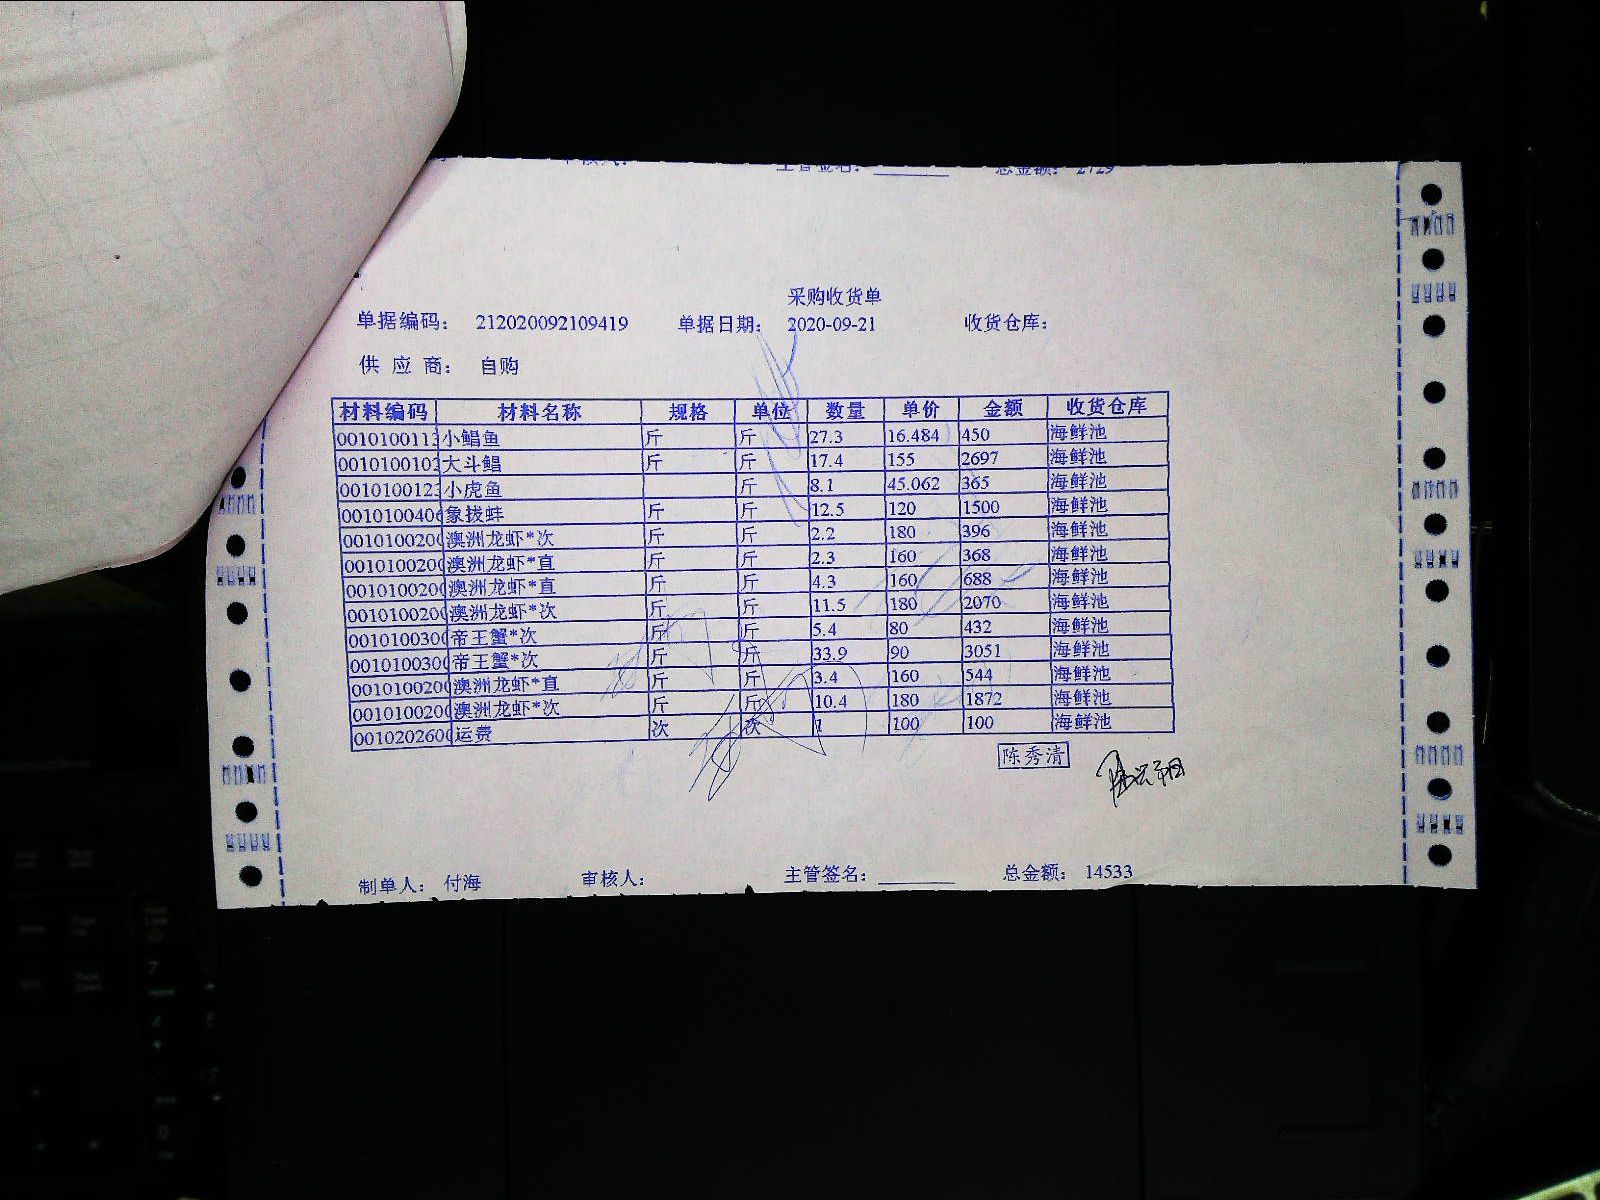 主管签名： 总金额： 2729
采购收货单
单据编码： 212020092109419 单据日期： 2020-09-21 收货仓库：
供 应 商： 自购
材料编码 材料名称 规格 单位 数量 单价 金额 收货仓库
0010100113 小鲳鱼 斤 斤 27.3 16.484 450 海鲜池
0010100102 大斗鲳 斤 斤 17.4 155 2697 海鲜池
0010100123 小虎鱼 斤 8.1 45.062 365 海鲜池
0010100406 象拔蚌 斤 斤 12.5 120 1500 海鲜池
001010020 澳洲龙虾*次 斤 斤 2.2 180 396 海鲜池
001010020 澳洲龙虾*直 斤 斤 2.3 160 368 海鲜池
001010020 澳洲龙虾*直 斤 斤 4.3 160 688 海鲜池
001010020 澳洲龙虾*次 斤 斤 11.5 180 2070 海鲜池
001010030 帝王蟹*次 斤 斤 5.4 80 432 海鲜池
001010030 帝王蟹*次 斤 斤 33.9 90 3051 海鲜池
001010020 澳洲龙虾*直 斤 斤 3.4 160 544 海鲜池
001010020 澳洲龙虾*次 斤 斤 10.4 180 1872 海鲜池
001020260 运费 次 次 1 100 100 海鲜池
陈秀清
制单人： 付海 审核人： 主管签名： 总金额： 14533